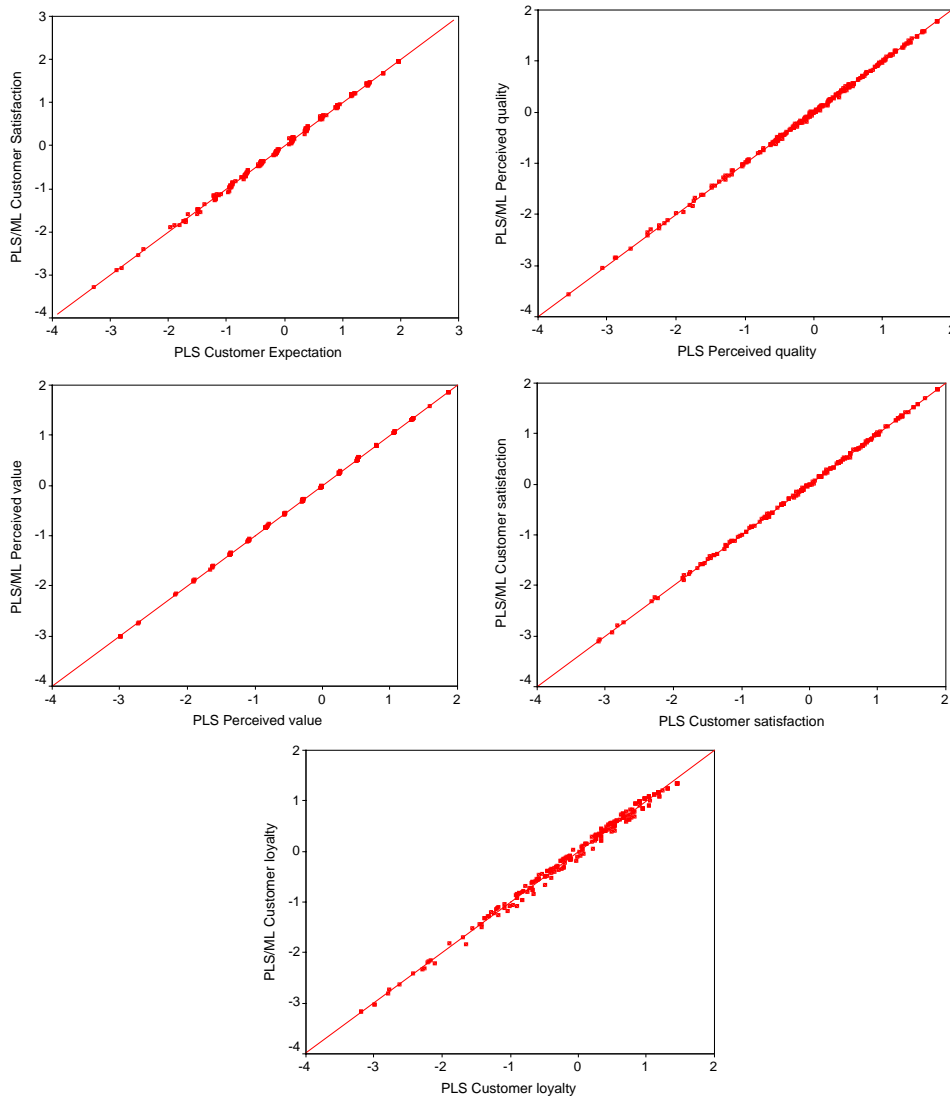 3
2
1
0
-1
-2
-3
-4
-4 -3 -2 -1 0 1 2 3
PLS/ML Customer Satisfaction
PLS Customer Expectation
2
1
0
-1
-2
-3
-4
-4 -3 -2 -1 0 1 2
PLS/ML Perceived quality
PLS Perceived quality
2
1
0
-1
-2
-3
-4
-4 -3 -2 -1 0 1 2
PLS/ML Perceived value
PLS Perceived value
2
1
0
-1
-2
-3
-4
-4 -3 -2 -1 0 1 2
PLS/ML Customer satisfaction
PLS Customer satisfaction
2
1
0
-1
-2
-3
-4
-4 -3 -2 -1 0 1 2
PLS/ML Customer loyalty
PLS Customer loyalty